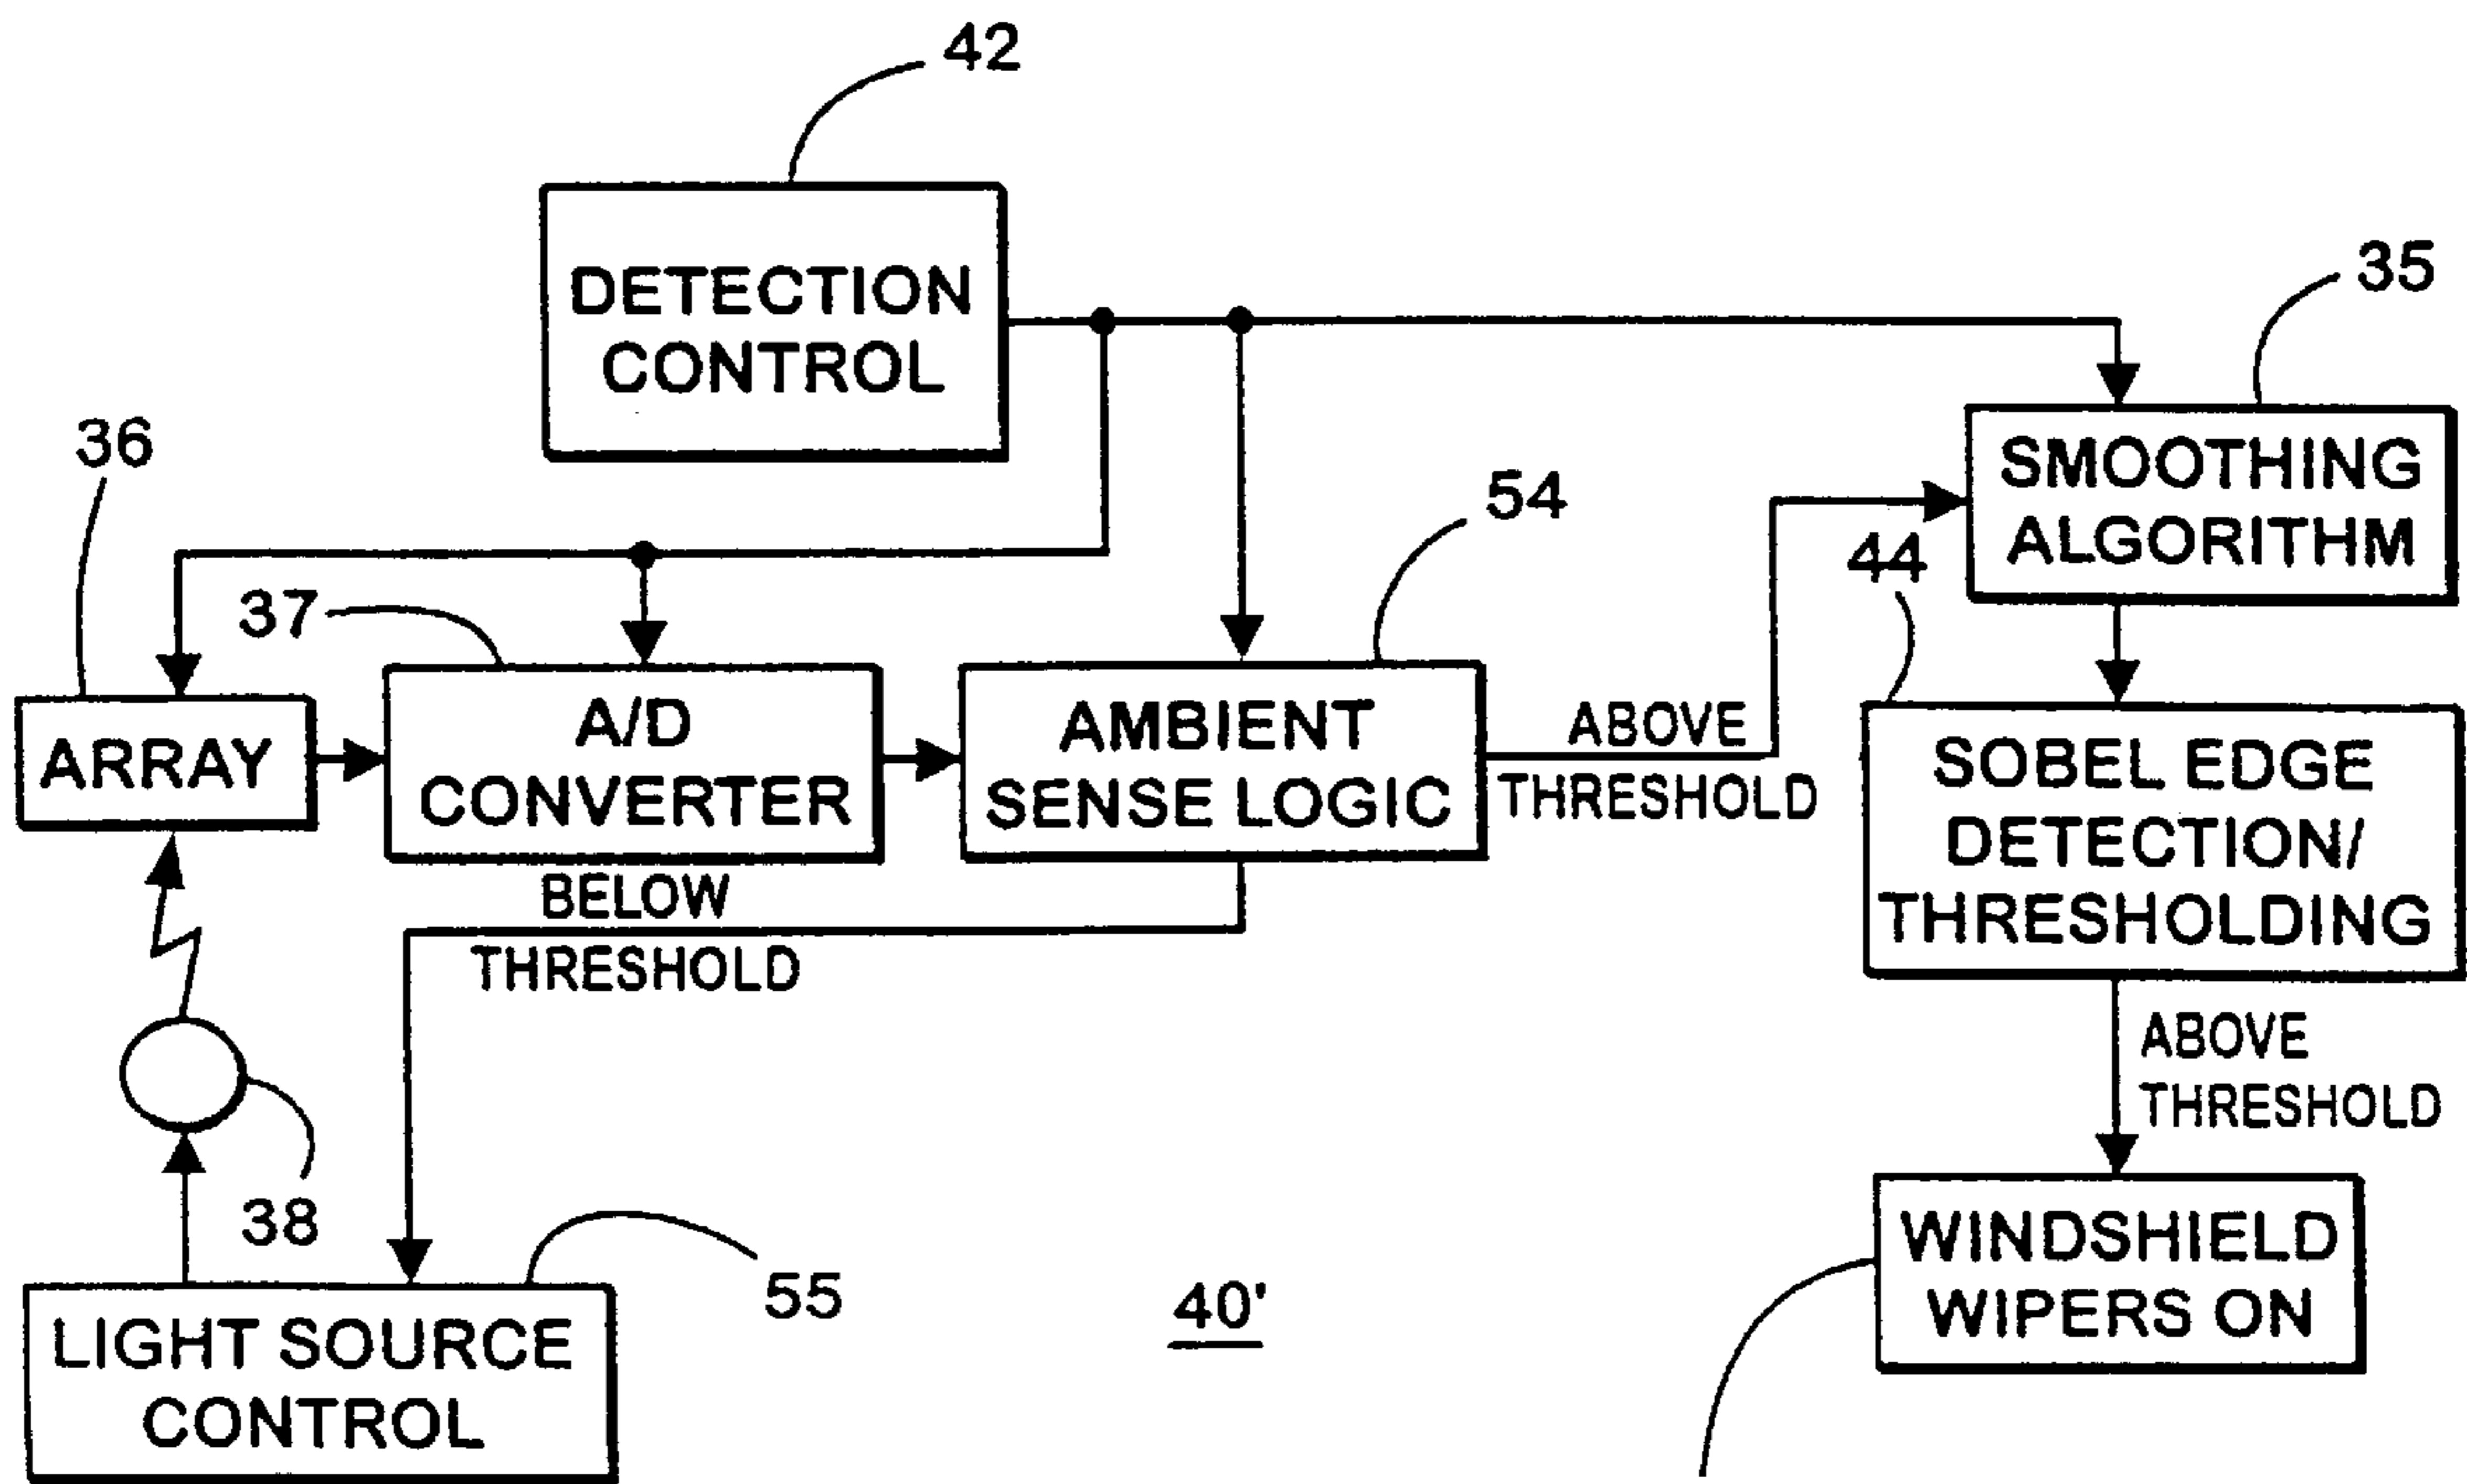 42
DETECTION
CONTROL
35
SMOOTHING
ALGORITHM
36
54
44
37
ARRAY
A/D
CONVERTER
AMBIENT
SENSE LOGIC
ABOVE
THRESHOLD
SOBEL EDGE
DETECTION/
THRESHOLDING
BELOW
THRESHOLD
ABOVE
THRESHOLD
38
55
40'
WINDSHIELD
WIPERS ON
LIGHT SOURCE
CONTROL